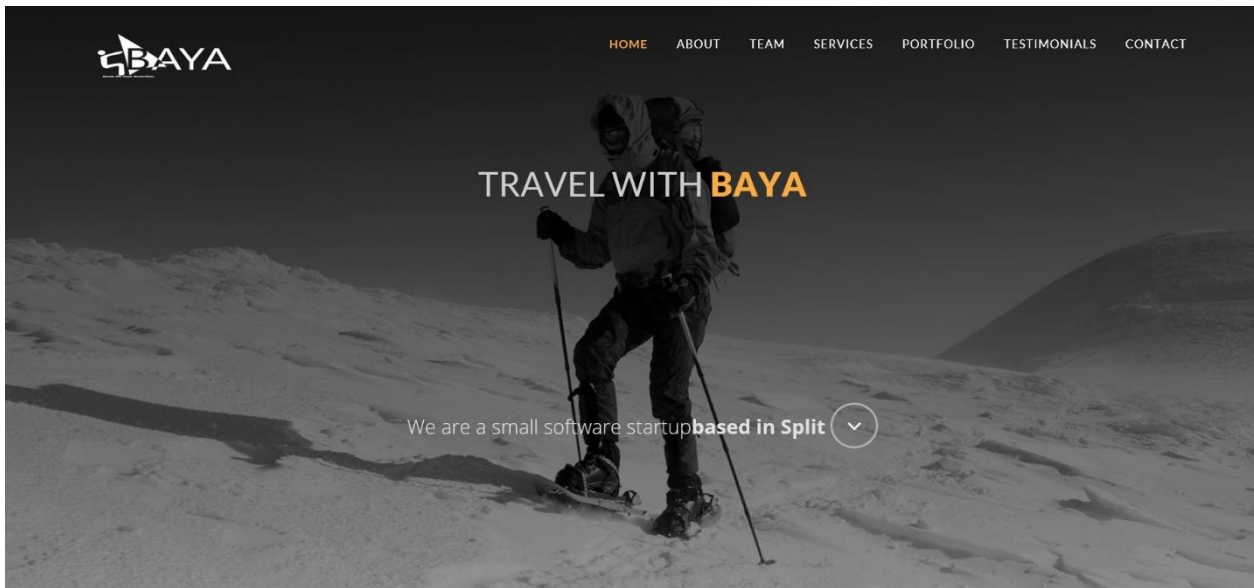 BAYA
HOME ABOUT TEAM SERVICES PORTFOLIO TESTIMONIALS CONTACT
TRAVEL WITH BAYA
We are a small software startupbased in Split